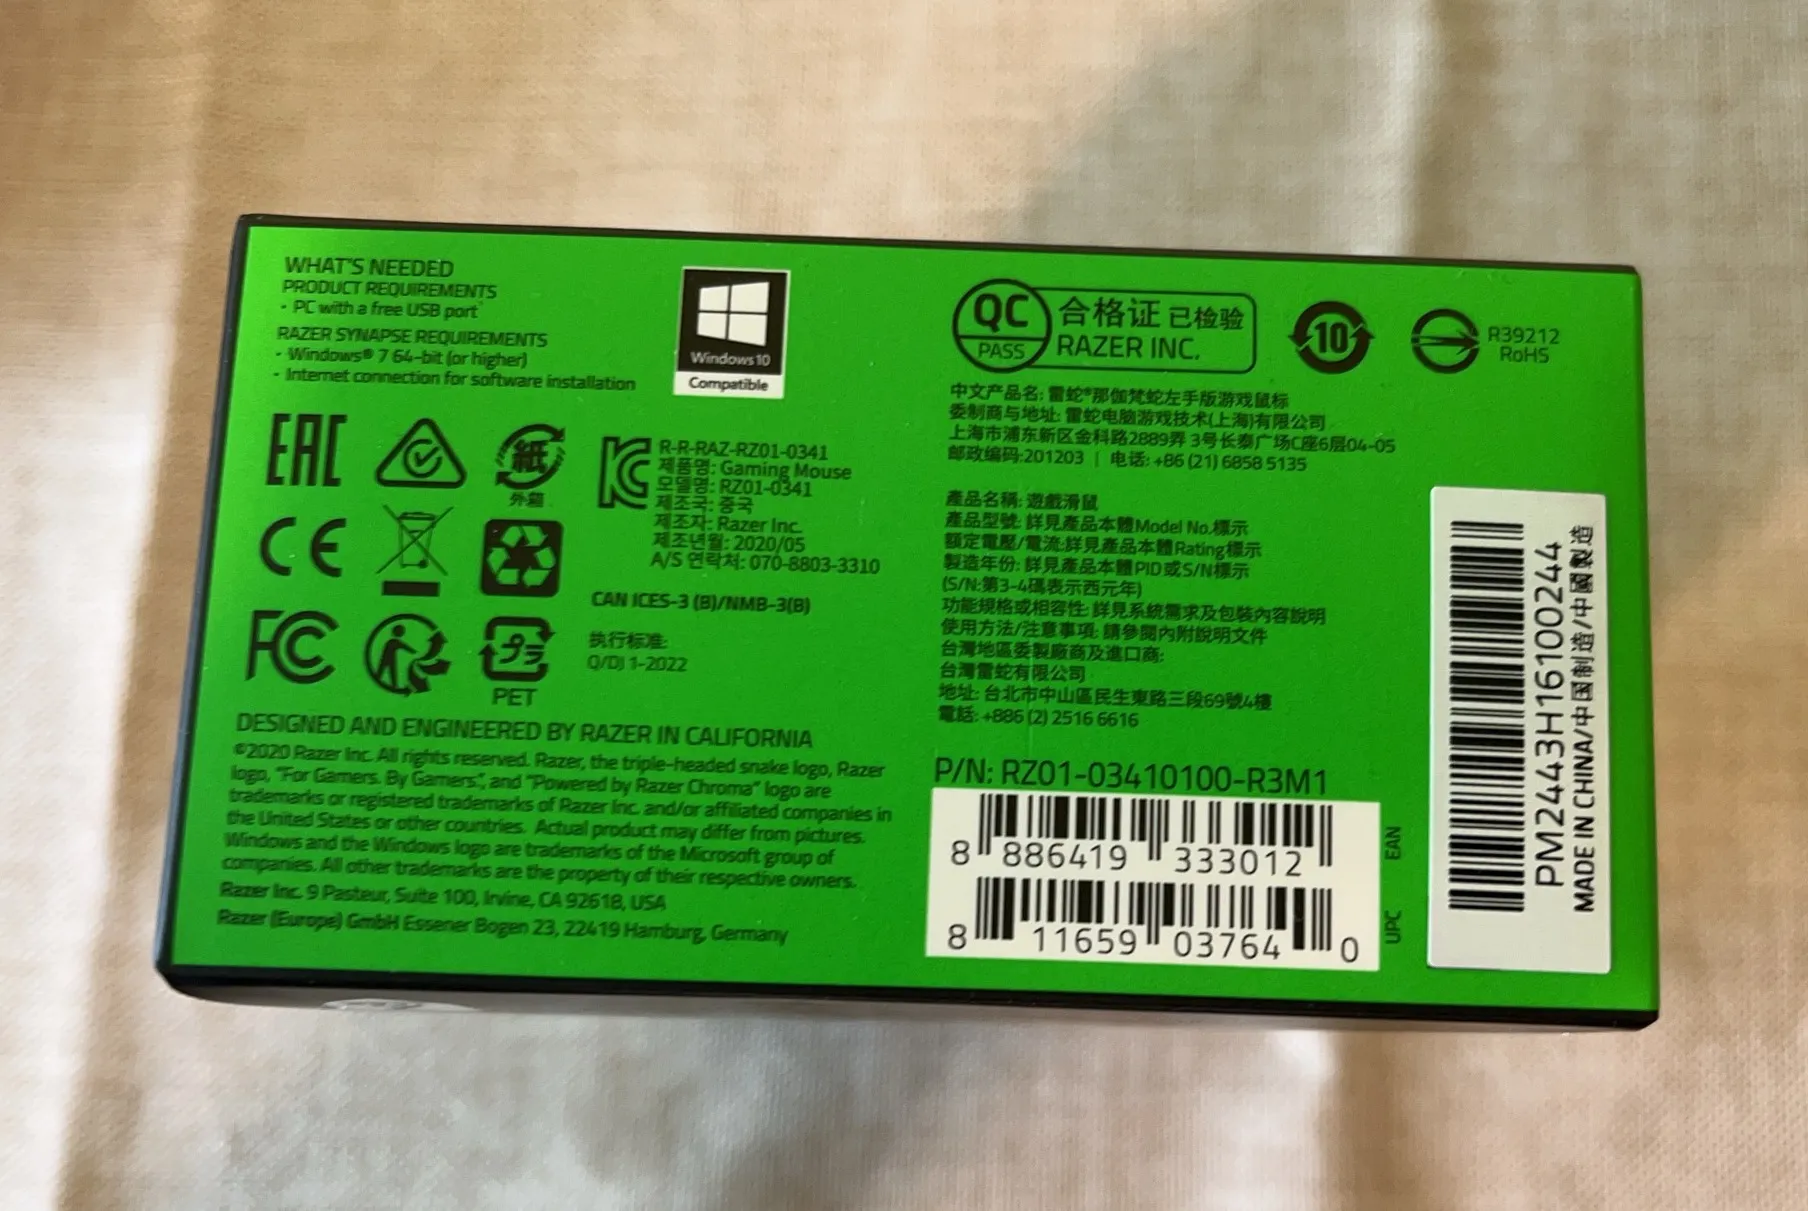 WHAT'S NEEDED
PRODUCT REQUIREMENTS
· PC with a free USB port
RAZER SYNAPSE REQUIREMENTS
· Windows® 7 64-bit (or higher)
· Internet connection for software installation
Windows 10
Compatible
EAC
紙
外箱
R-R-RAZ-RZ01-0341
제품명: Gaming Mouse
모델명: RZ01-0341
제조국: 중국
제조자: Razer Inc.
제조년월: 2020/05
A/S 연락처: 070-8803-3310
CE
CAN ICES-3 (B)/NMB-3(B)
FC
プラ
PET
执行标准:
Q/DJ 1-2022
DESIGNED AND ENGINEERED BY RAZER IN CALIFORNIA
©2020 Razer Inc. All rights reserved. Razer, the triple-headed snake logo, Razer
logo, "For Gamers. By Gamers.", and "Powered by Razer Chroma" logo are
trademarks or registered trademarks of Razer Inc. and/or affiliated companies in
the United States or other countries. Actual product may differ from pictures.
Windows and the Windows logo are trademarks of the Microsoft group of
companies. All other trademarks are the property of their respective owners.
Razer Inc. 9 Pasteur, Suite 100, Irvine, CA 92618, USA
Razer (Europe) GmbH Essener Bogen 23, 22419 Hamburg, Germany
QC
PASS
合格证 已检验
RAZER INC.
10
R39212
RoHS
中文产品名: 雷蛇®那伽梵蛇左手版游戏鼠标
委制商与地址: 雷蛇电脑游戏技术(上海)有限公司
上海市浦东新区金科路2889弄 3号长泰广场C座6层04-05
邮政编码:201203 | 电话: +86 (21) 6858 5135
產品名稱: 遊戲滑鼠
產品型號: 詳見產品本體Model No.標示
額定電壓/電流:詳見產品本體Rating標示
製造年份: 詳見產品本體PID或S/N標示
(S/N:第3-4碼表示西元年)
功能規格或相容性: 詳見系統需求及包裝內容說明
使用方法/注意事項: 請參閱內附說明文件
台灣地區委製廠商及進口商:
台灣雷蛇有限公司
地址: 台北市中山區民生東路三段69號4樓
電話: +886 (2) 2516 6616
P/N: RZ01-03410100-R3M1
8 886419 333012
EAN
8 11659 03764 0
UPC
PM2443H16100244
MADE IN CHINA/中国制造/中國製造